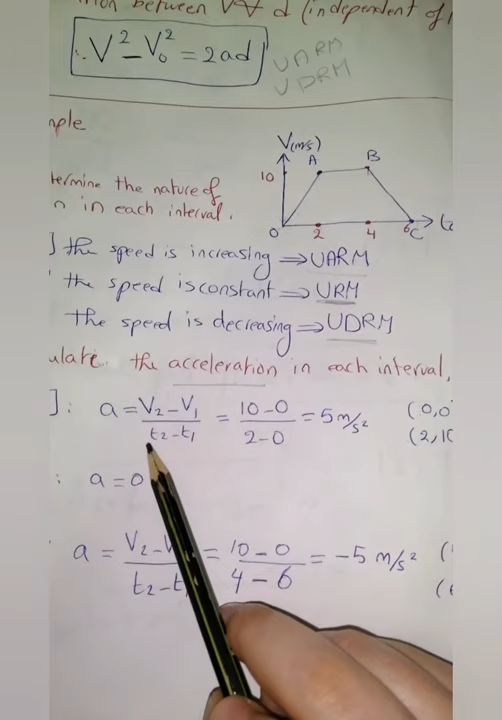 between V & d (independent of
V² - V₀² = 2ad
UARM
UDRM
mple
V(m/s)
A
B
10
termine the nature of
n in each interval.
0
2
4
6
C
] the speed is increasing ⇒ UARM
the speed is constant ⇒ URM
the speed is decreasing ⇒ UDRM
ulate the acceleration in each interval,
]: a = V₂ - V₁ / t₂ - t₁ = 10 - 0 / 2 - 0 = 5 m/s²
(0,0
(2,10
: a = 0
a = V₂ - V / t₂ - t = 10 - 0 / 4 - 6 = -5 m/s²